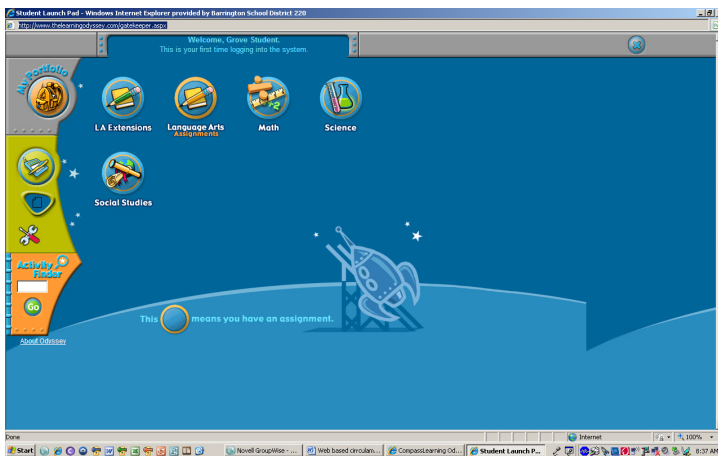 Student Launch Pad - Windows Internet Explorer provided by Barrington School District 220
http://www.thelearningodyssey.com/gatekeeper.aspx
Welcome, Grove Student.
This is your first time logging into the system.
My Portfolio
LA Extensions
Language Arts
Assignments
Math
Science
Social Studies
Activity
Finder
Go
This means you have an assignment.
About Odyssey
Done
Internet
100%
Start
Novell GroupWise - ...
Web based cirrculam...
CompassLearning Od...
Student Launch P...
8:37 AM